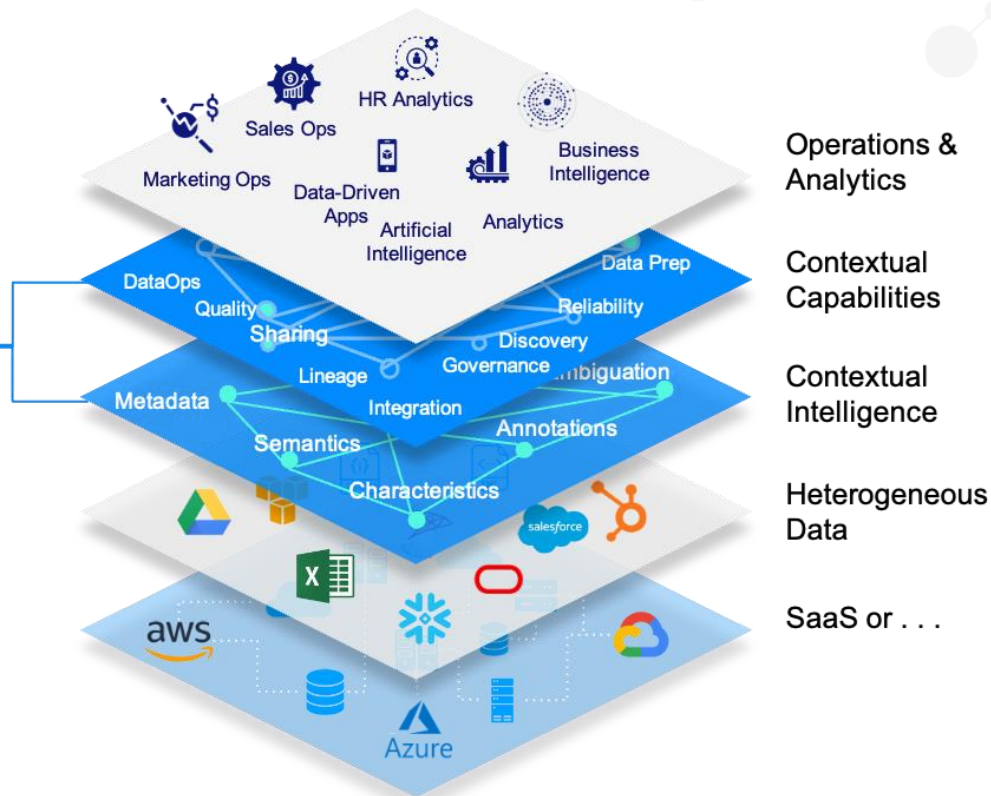 HR Analytics
Sales Ops
Marketing Ops
Business
Intelligence
Data-Driven
Apps
Artificial
Intelligence
Analytics
Operations &
Analytics
DataOps
Quality
Sharing
Lineage
Integration
Governance
Discovery
Reliability
Data Prep
Contextual
Capabilities
Metadata
Semantics
Characteristics
Annotations
mbiguation
Contextual
Intelligence
X
salesforce
Heterogeneous
Data
aws
Azure
SaaS or . . .